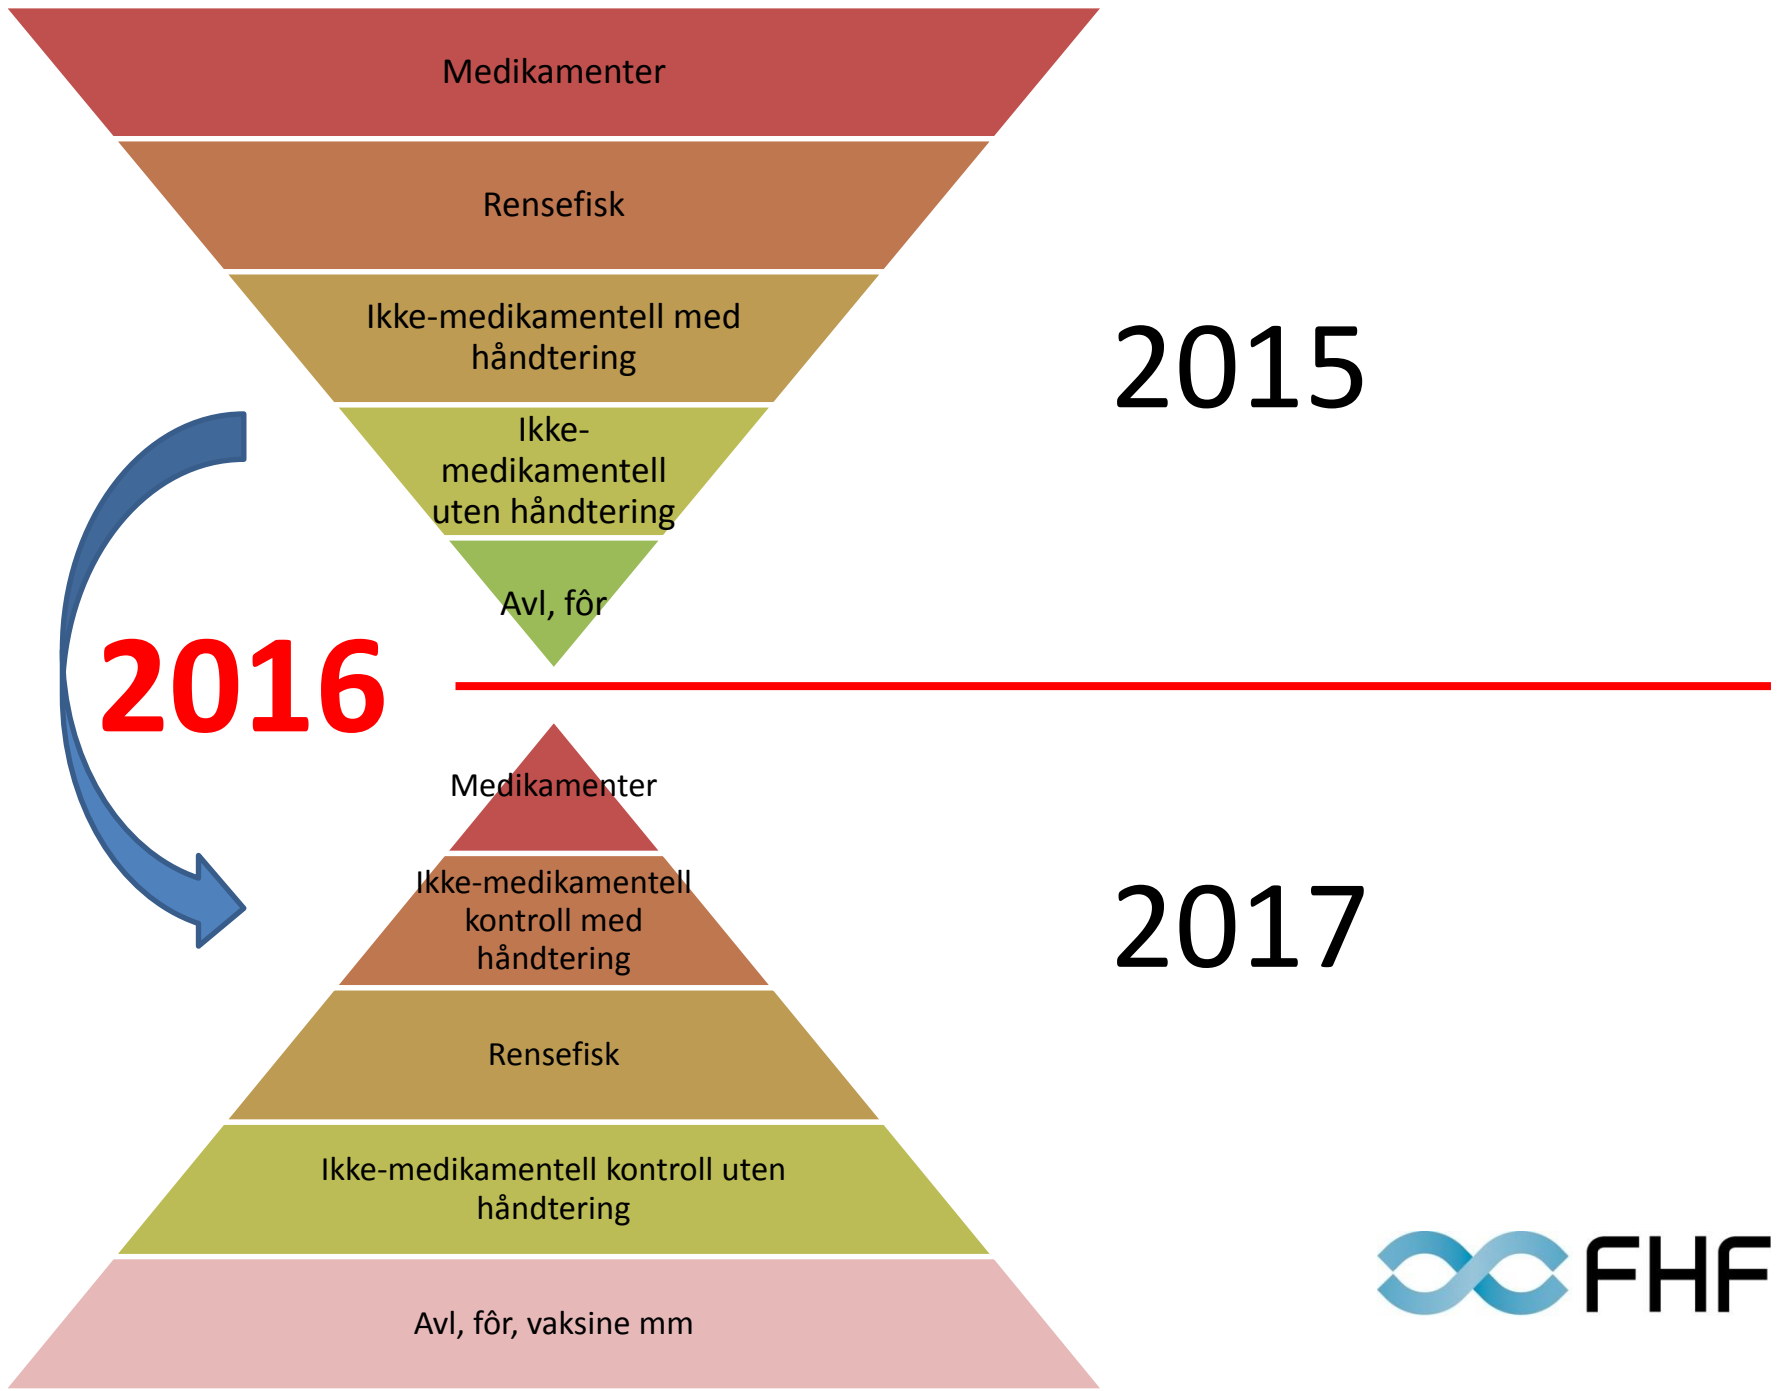 Medikamenter
Rensefisk
Ikke-medikamentell med
håndtering
2015
Ikke-
medikamentell
uten håndtering
Avl, fôr
2016
Medikamenter
Ikke-medikamentell
kontroll med
håndtering
2017
Rensefisk
Ikke-medikamentell kontroll uten
håndtering
Avl, fôr, vaksine mm
FHF